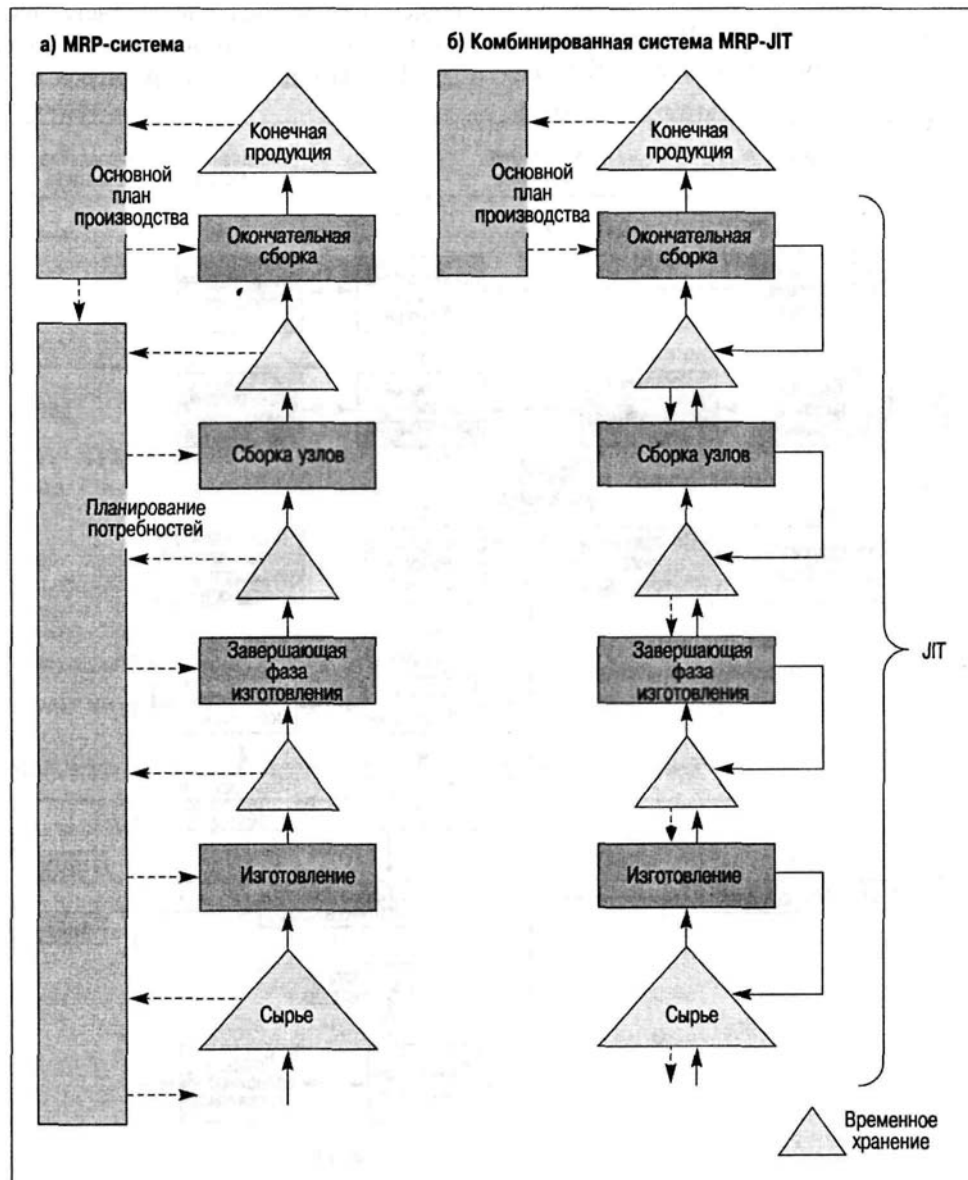 а) MRP-система
Конечная
продукция
Основной
план
производства
Окончательная
сборка
Сборка узлов
Планирование
потребностей
Завершающая
фаза
изготовления
Изготовление
Сырье
б) Комбинированная система MRP-JIT
Конечная
продукция
Основной
план
производства
Окончательная
сборка
Сборка узлов
Завершающая
фаза
изготовления
Изготовление
Сырье
JIT
Временное
хранение